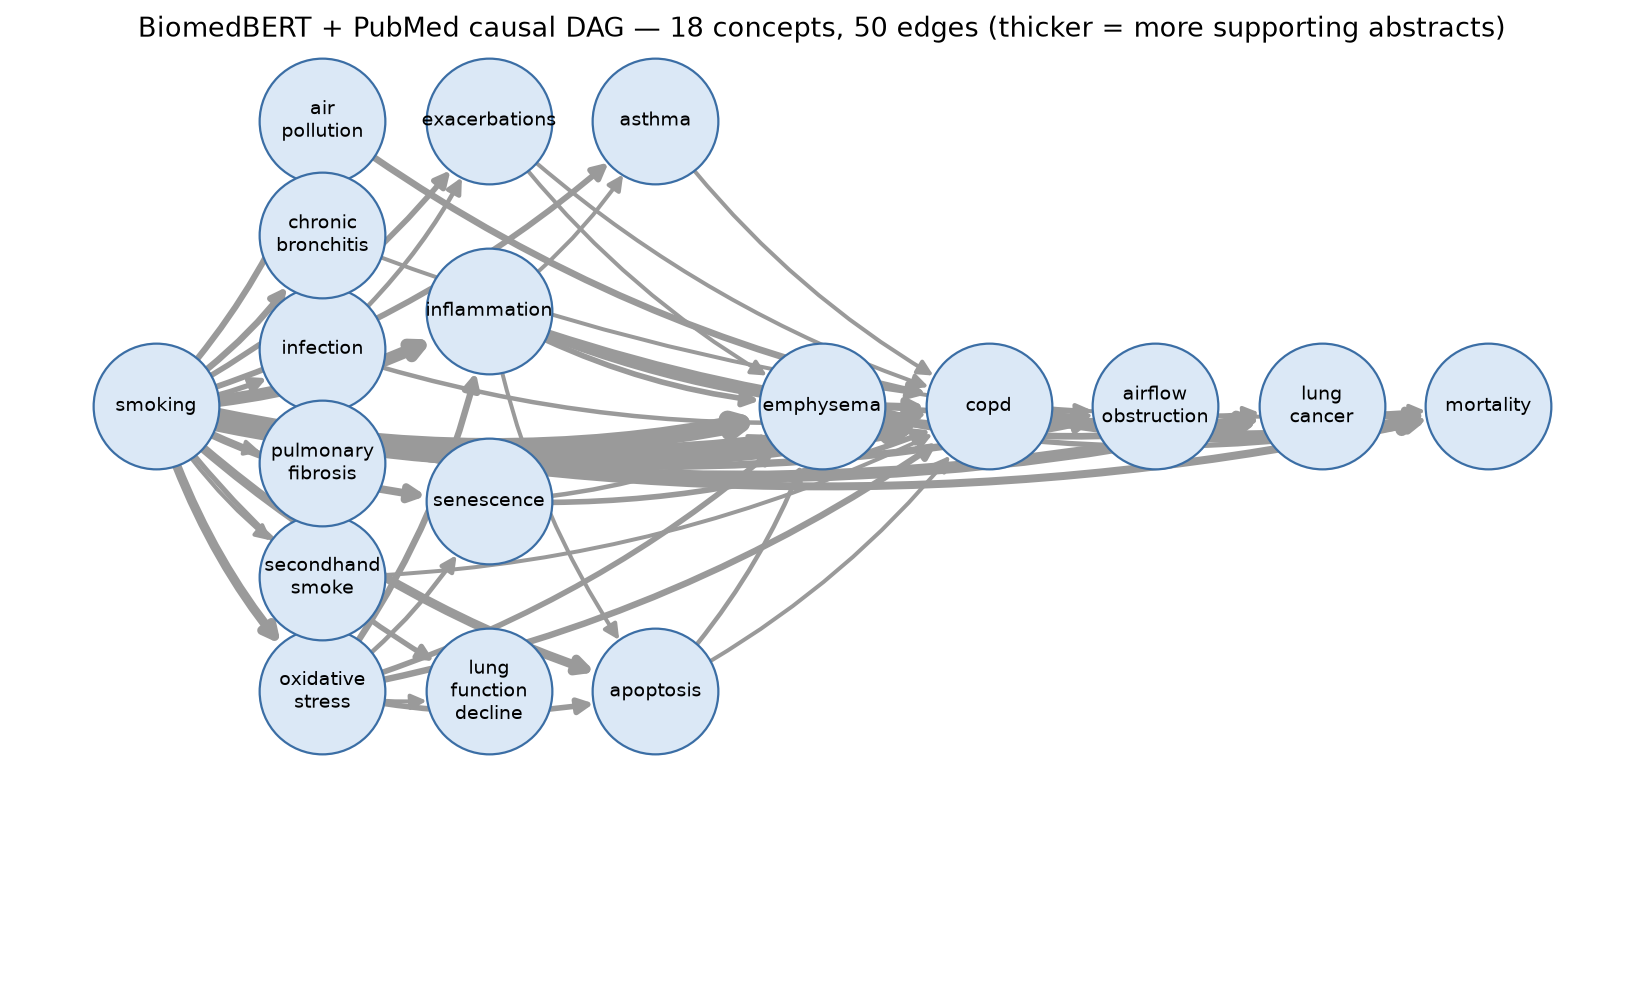 BiomedBERT + PubMed causal DAG — 18 concepts, 50 edges (thicker = more supporting abstracts)
air
pollution
exacerbations
asthma
chronic
bronchitis
inflammation
infection
smoking
emphysema
copd
airflow
obstruction
lung
cancer
mortality
pulmonary
fibrosis
senescence
secondhand
smoke
oxidative
stress
lung
function
decline
apoptosis